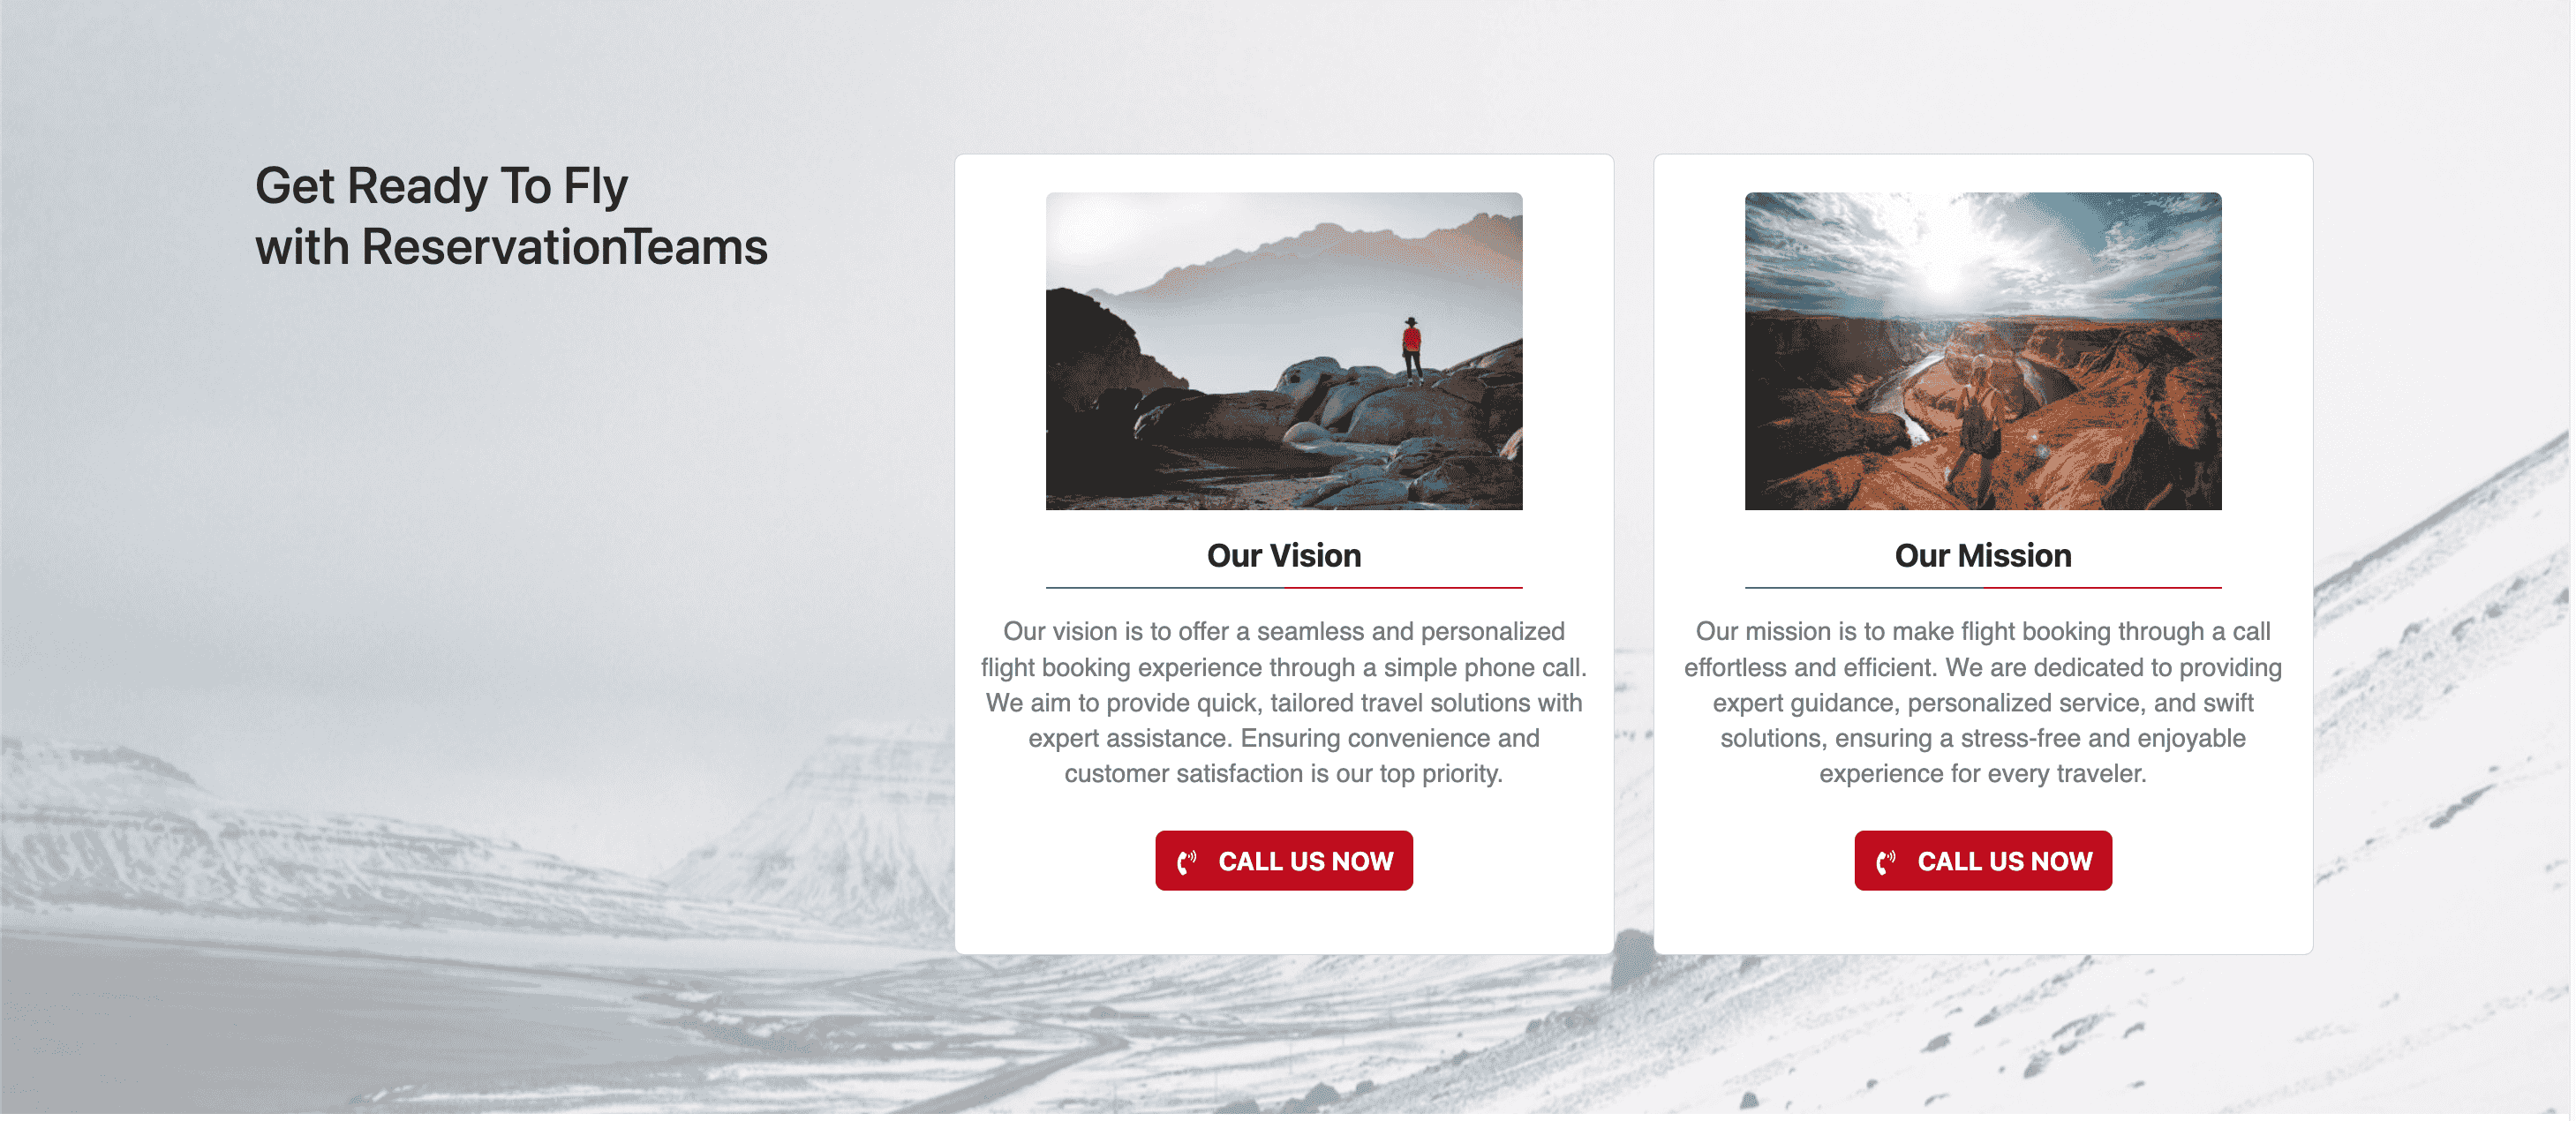 Get Ready To Fly
with ReservationTeams
Our Vision
Our vision is to offer a seamless and personalized
flight booking experience through a simple phone call.
We aim to provide quick, tailored travel solutions with
expert assistance. Ensuring convenience and
customer satisfaction is our top priority.
CALL US NOW
Our Mission
Our mission is to make flight booking through a call
effortless and efficient. We are dedicated to providing
expert guidance, personalized service, and swift
solutions, ensuring a stress-free and enjoyable
experience for every traveler.
CALL US NOW